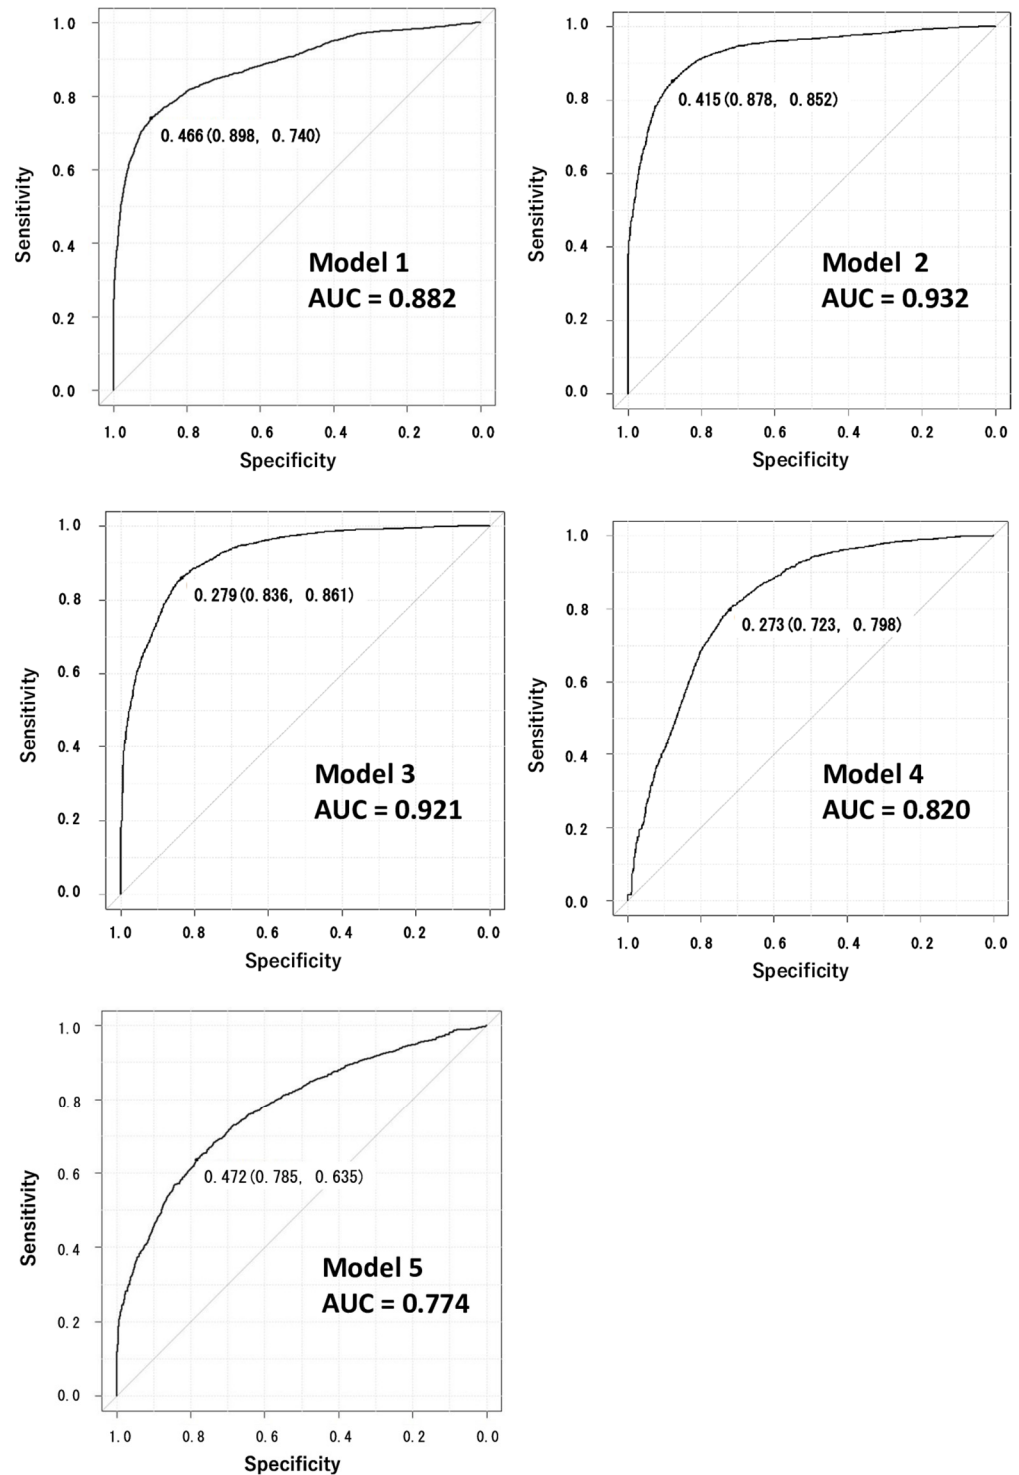 1.0
0.8
0.6
0.4
0.2
0.0
Sensitivity
0.466(0.898, 0.740)
Model 1
AUC = 0.882
1.0 0.8 0.6 0.4 0.2 0.0
Specificity
1.0
0.8
0.6
0.4
0.2
0.0
Sensitivity
0.415(0.878, 0.852)
Model 2
AUC = 0.932
1.0 0.8 0.6 0.4 0.2 0.0
Specificity
1.0
0.8
0.6
0.4
0.2
0.0
Sensitivity
0.279(0.836, 0.861)
Model 3
AUC = 0.921
1.0 0.8 0.6 0.4 0.2 0.0
Specificity
1.0
0.8
0.6
0.4
0.2
0.0
Sensitivity
0.273(0.723, 0.798)
Model 4
AUC = 0.820
1.0 0.8 0.6 0.4 0.2 0.0
Specificity
1.0
0.8
0.6
0.4
0.2
0.0
Sensitivity
0.472(0.785, 0.635)
Model 5
AUC = 0.774
1.0 0.8 0.6 0.4 0.2 0.0
Specificity